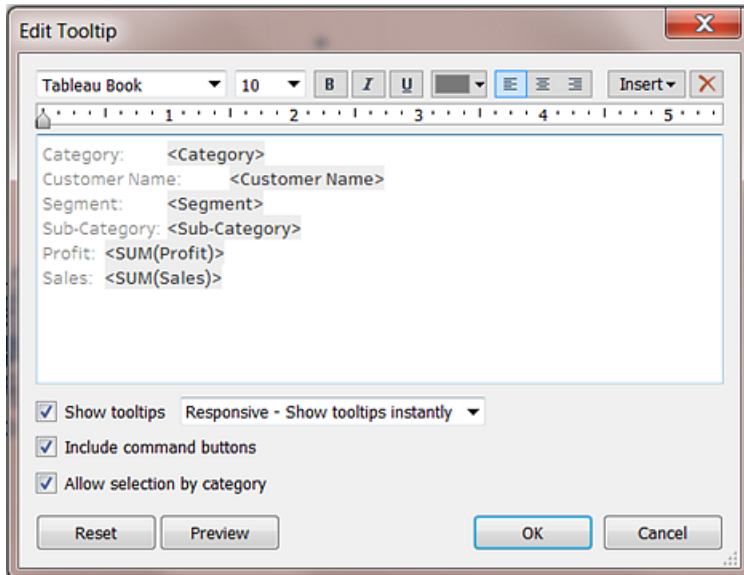 Edit Tooltip
Tableau Book 10 B I U Insert
1 2 3 4 5
Category: <Category>
Customer Name: <Customer Name>
Segment: <Segment>
Sub-Category: <Sub-Category>
Profit: <SUM(Profit)>
Sales: <SUM(Sales)>
Show tooltips Responsive - Show tooltips instantly
Include command buttons
Allow selection by category
Reset Preview OK Cancel